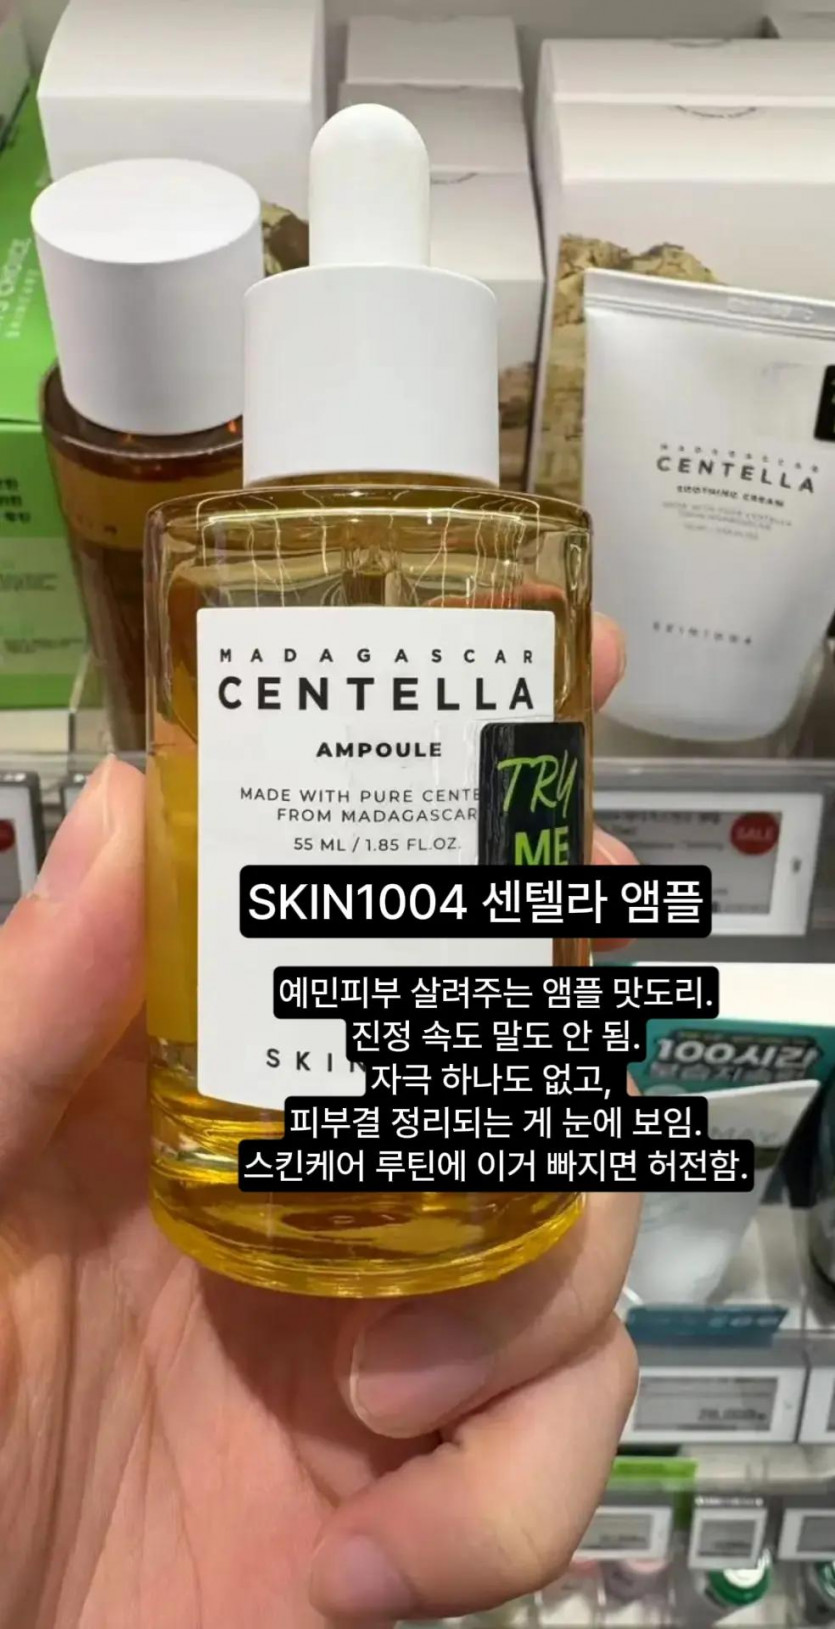 MADAGASCAR
CENTELLA
AMPOULE
MADE WITH PURE
FROM MADAGASCAR
55 ML / 1.85 FL.OZ.
TRY
ME
SKIN1004 센텔라 앰플
예민피부 살려주는 앰플 맛도리.
진정 속도 말도 안 됨.
자극 하나도 없고,
피부결 정리되는 게 눈에 보임.
스킨케어 루틴에 이거 빠지면 허전함.
CENTELLA
SOOTHING CREAM
SKIN1004
SALE
100시간